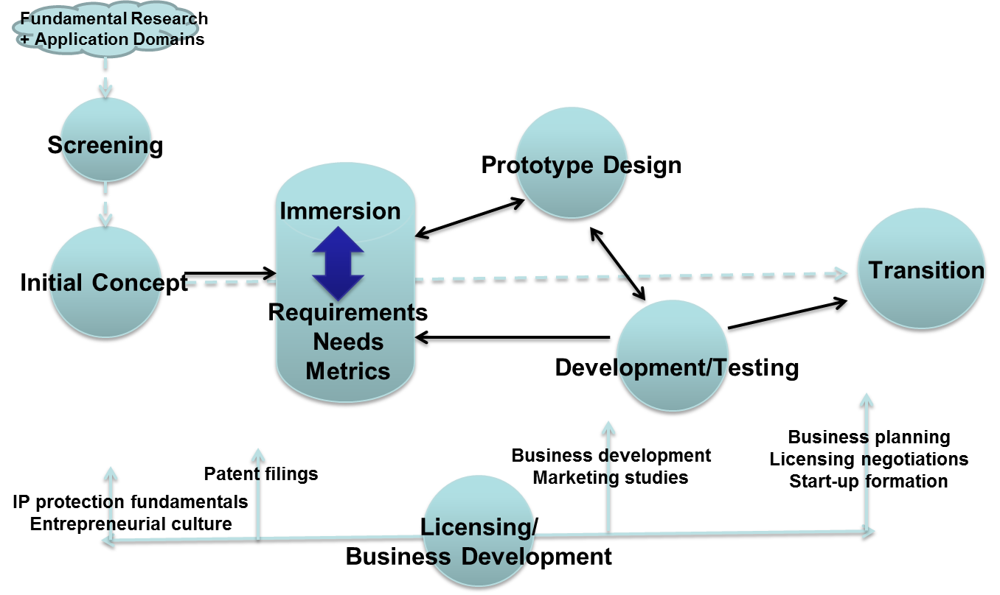 Fundamental Research
+ Application Domains
Screening
Initial Concept
Immersion
Requirements
Needs
Metrics
Prototype Design
Development/Testing
Transition
IP protection fundamentals
Entrepreneurial culture
Patent filings
Licensing/
Business Development
Business development
Marketing studies
Business planning
Licensing negotiations
Start-up formation